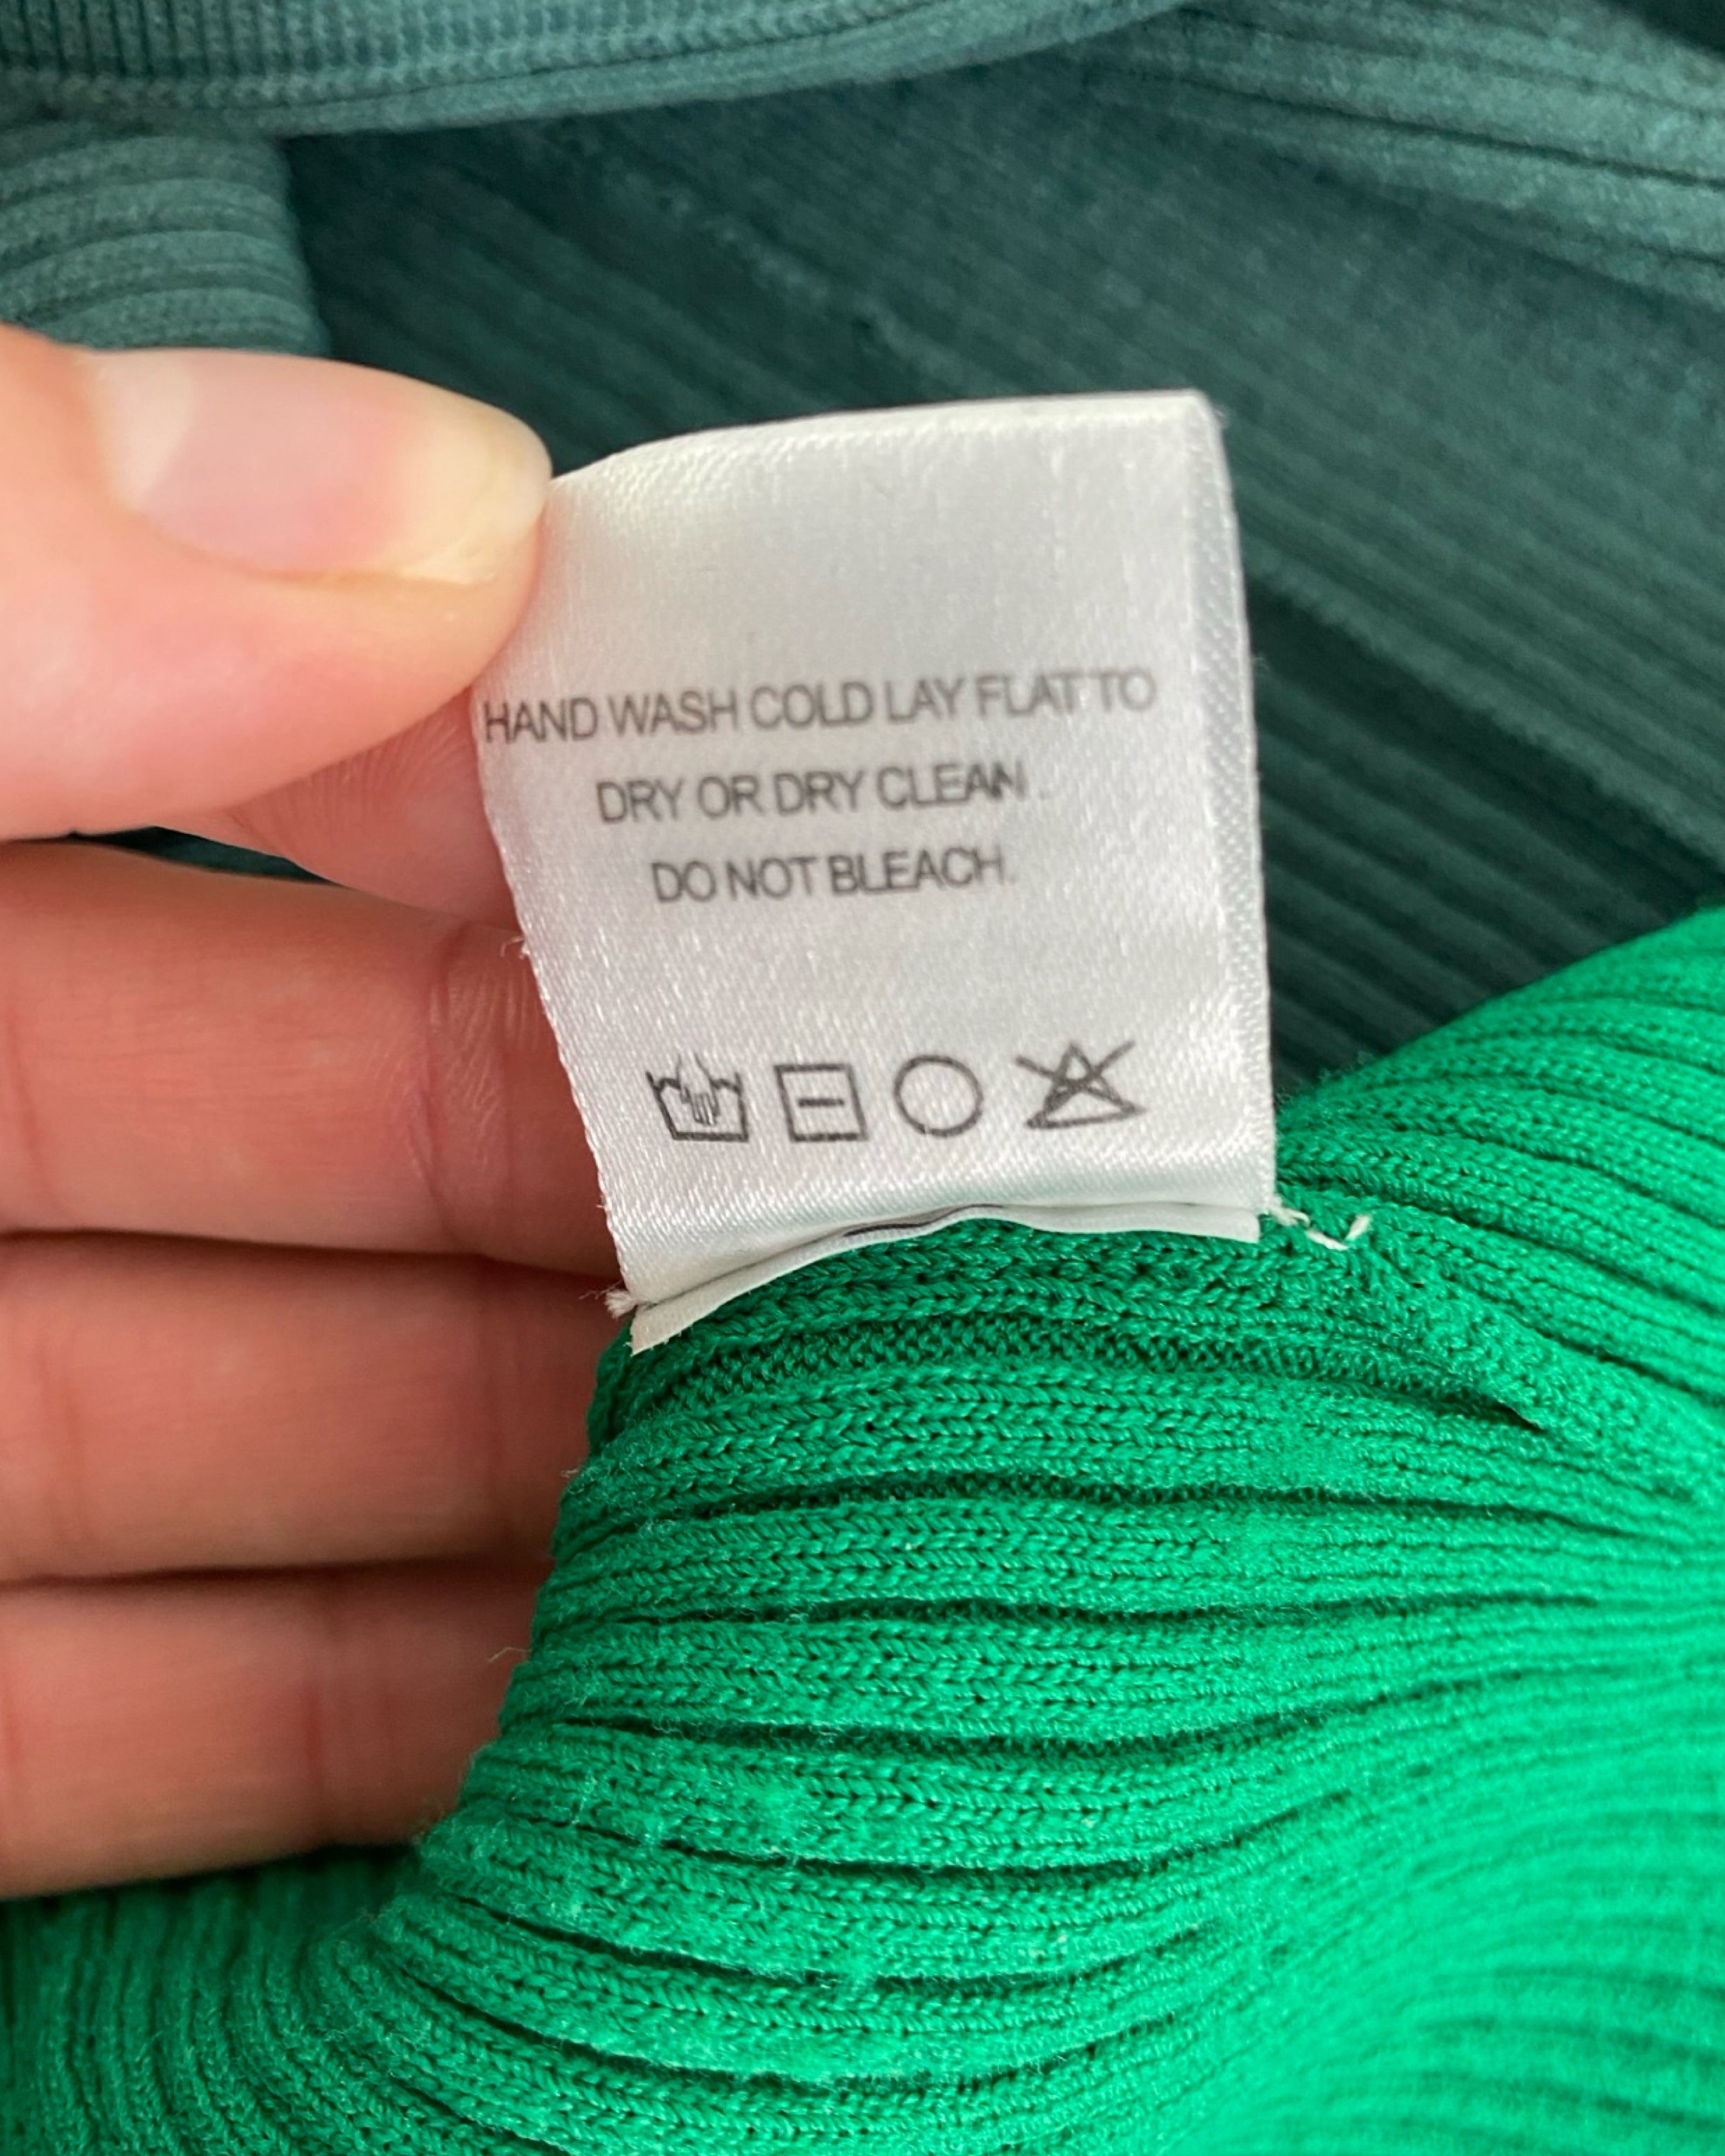 HAND WASH COLD LAY FLAT TO
DRY OR DRY CLEAN .
DO NOT BLEACH.